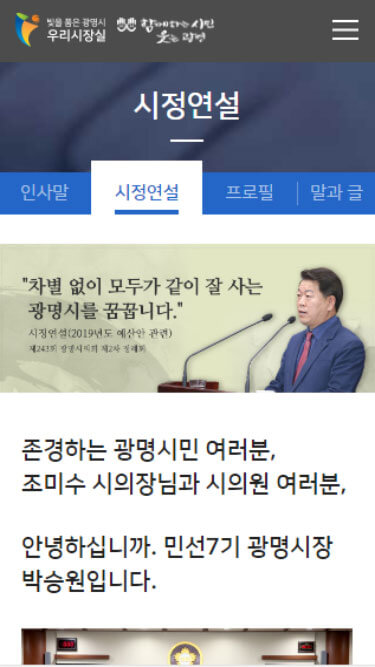 빛을 품은 광명시
우리시장실
함께하는 시민
웃는 광명
시정연설
인사말
시정연설
프로필
말과 글
"차별 없이 모두가 같이 잘 사는
광명시를 꿈꿉니다."
시정연설(2019년도 예산안 관련)
제243회 광명시의회 제2차 정례회
존경하는 광명시민 여러분,
조미수 시의장님과 시의원 여러분,
안녕하십니까. 민선7기 광명시장
박승원입니다.